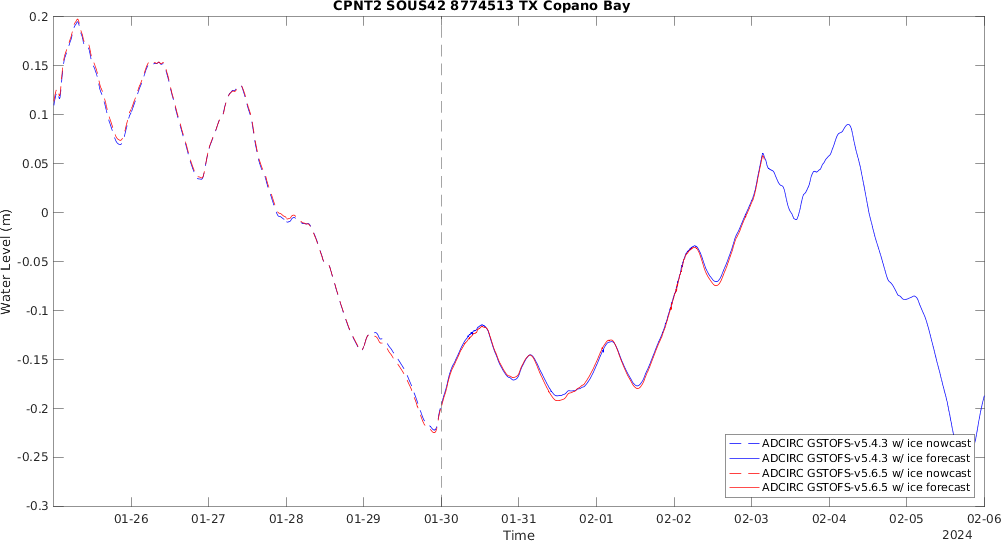 CPNT2 SOUS42 8774513 TX Copano Bay
0.2
0.15
0.1
0.05
0
-0.05
-0.1
-0.15
-0.2
-0.25
-0.3
Water Level (m)
ADCIRC GSTOFS-v5.4.3 w/ ice nowcast
ADCIRC GSTOFS-v5.4.3 w/ ice forecast
ADCIRC GSTOFS-v5.6.5 w/ ice nowcast
ADCIRC GSTOFS-v5.6.5 w/ ice forecast
01-26 01-27 01-28 01-29 01-30 01-31 02-01 02-02 02-03 02-04 02-05 02-06
Time
2024